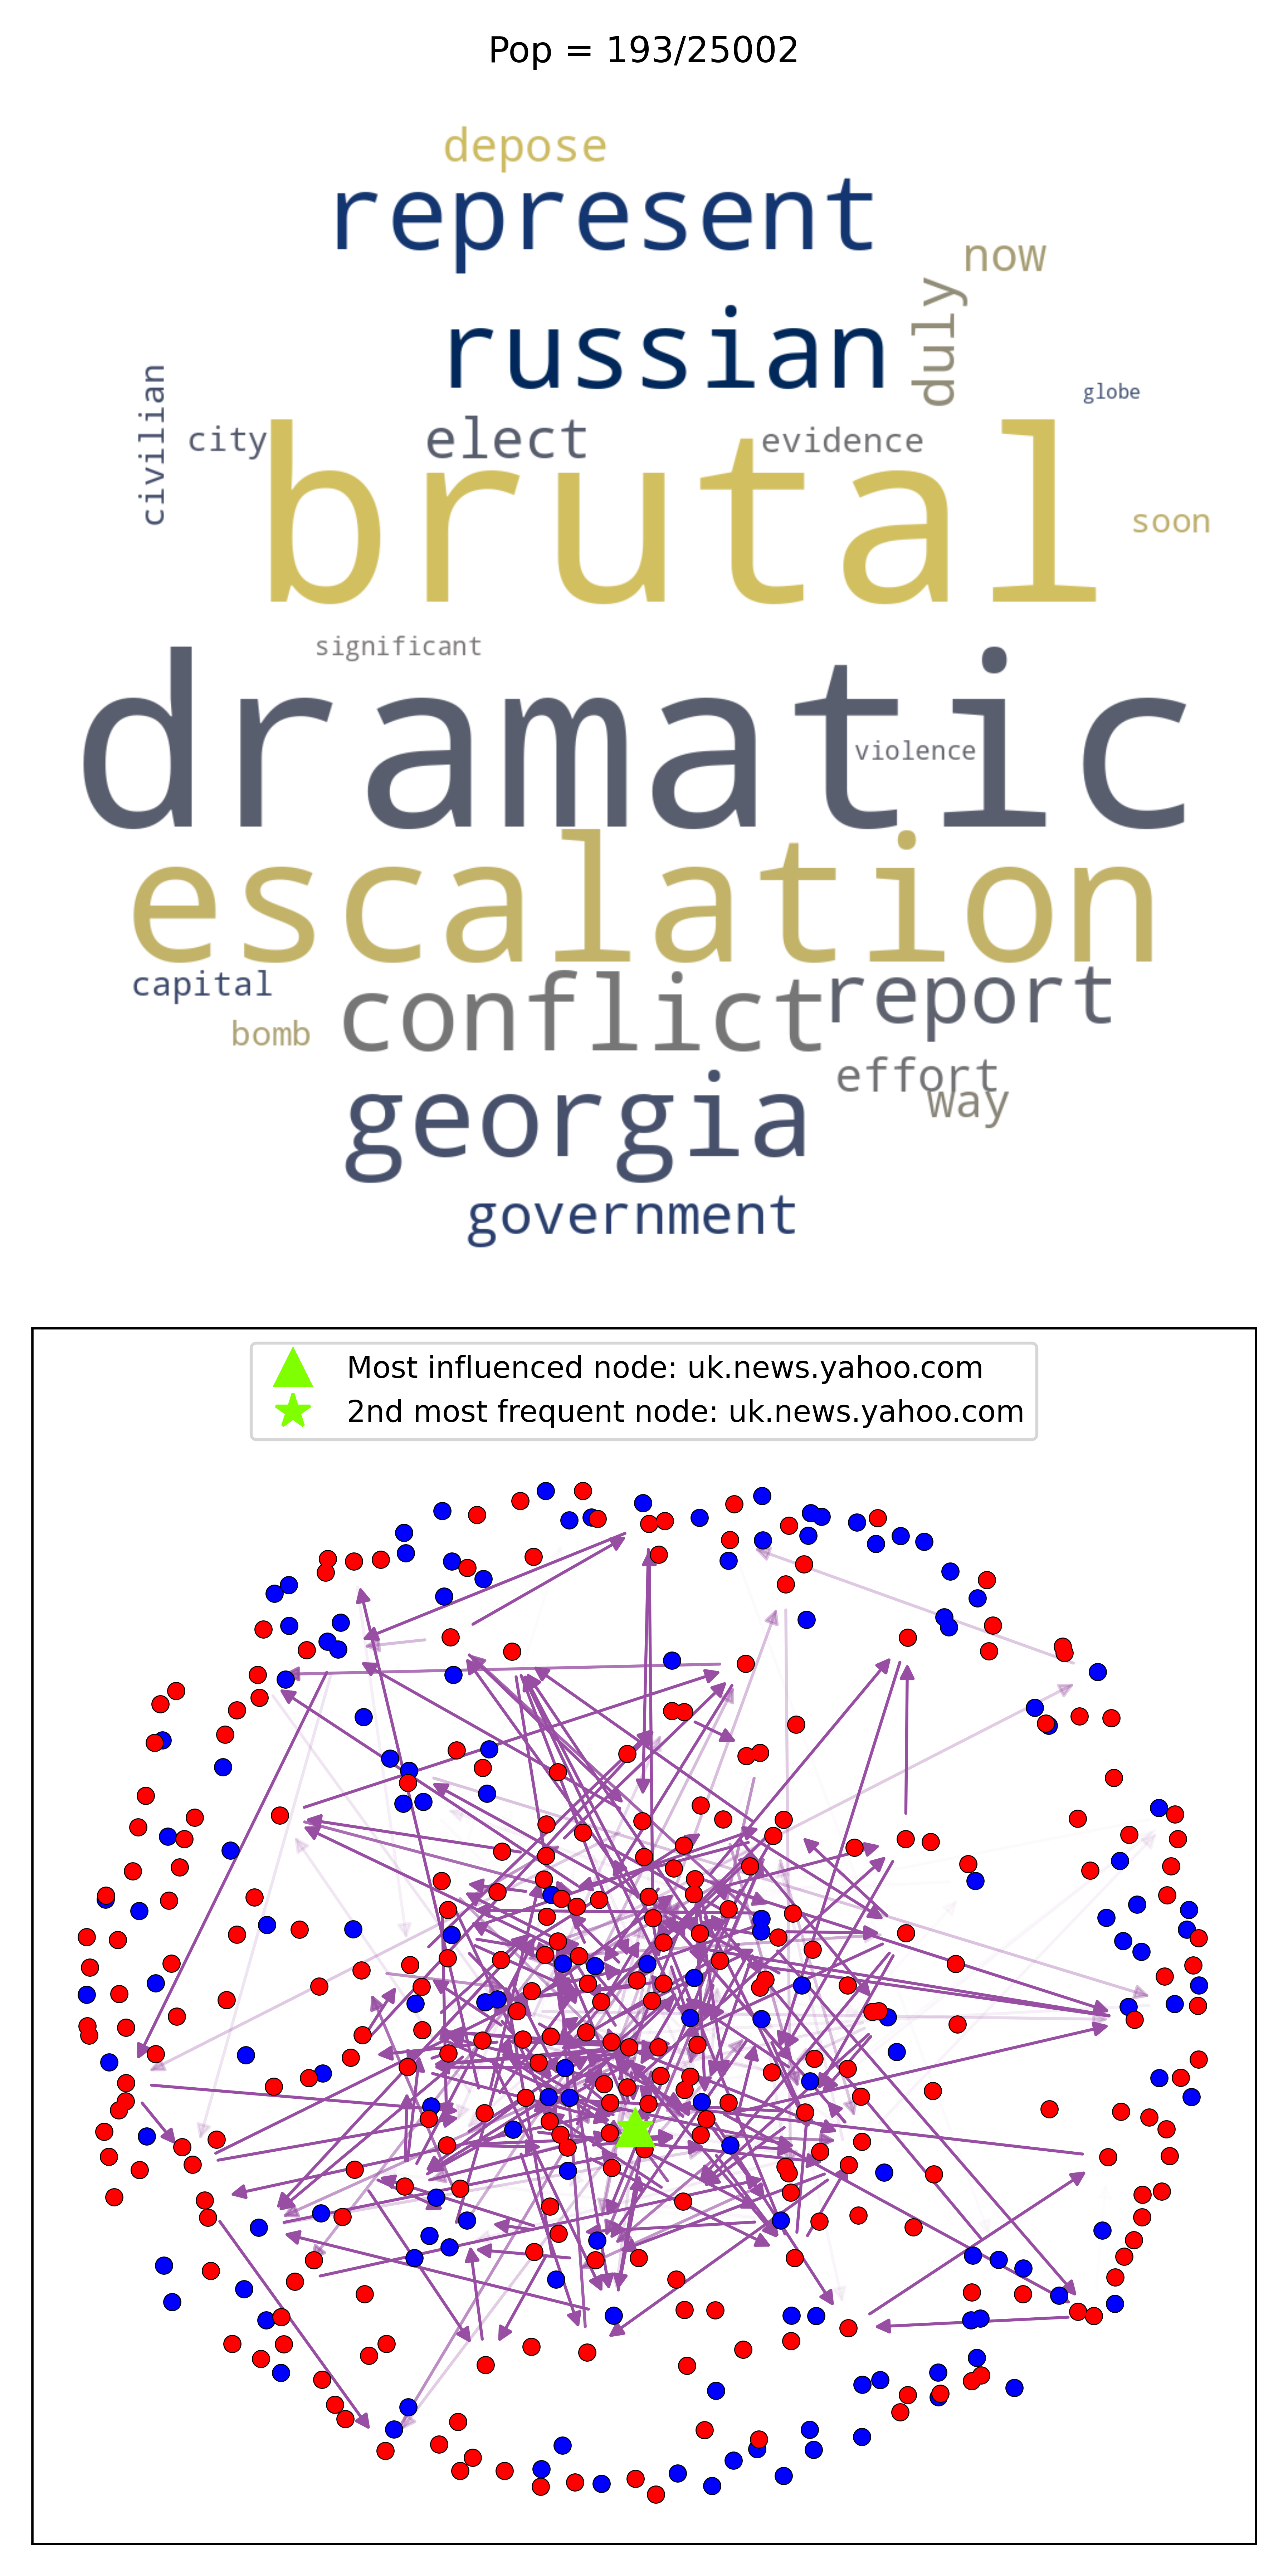 Pop = 193/25002
depose
represent
now
russian
duly
globe
civilian
city
elect
evidence
brutal
soon
significant
dramatic
violence
escalation
capital
conflict
report
bomb
effort
way
georgia
government
Most influenced node: uk.news.yahoo.com
2nd most frequent node: uk.news.yahoo.com